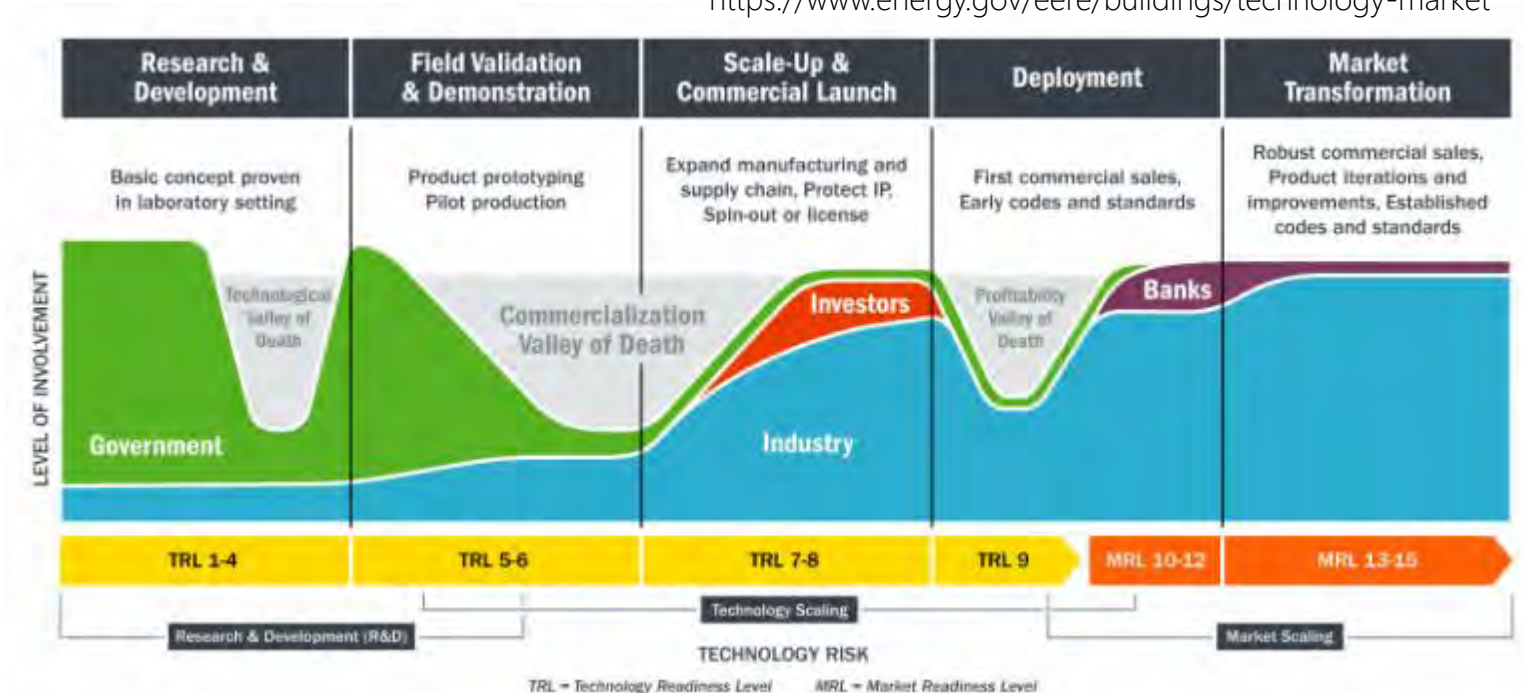 https://www.energy.gov/eere/buildings/technology-market
Research &
Development
Field Validation
& Demonstration
Scale-Up &
Commercial Launch
Deployment
Market
Transformation
Basic concept proven
in laboratory setting
Product prototyping
Pilot production
Expand manufacturing and
supply chain, Protect IP,
Spin-out or license
First commercial sales,
Early codes and standards
Robust commercial sales,
Product iterations and
improvements, Established
codes and standards
LEVEL OF INVOLVEMENT
Technological
Valley of
Death
Commercialization
Valley of Death
Investors
Profitability
Valley of
Death
Banks
Government
Industry
TRL 1-4
TRL 5-6
TRL 7-8
TRL 9
MRL 10-12
MRL 13-15
Technology Scaling
Research & Development (R&D)
Market Scaling
TECHNOLOGY RISK
TRL = Technology Readiness Level
MRL = Market Readiness Level